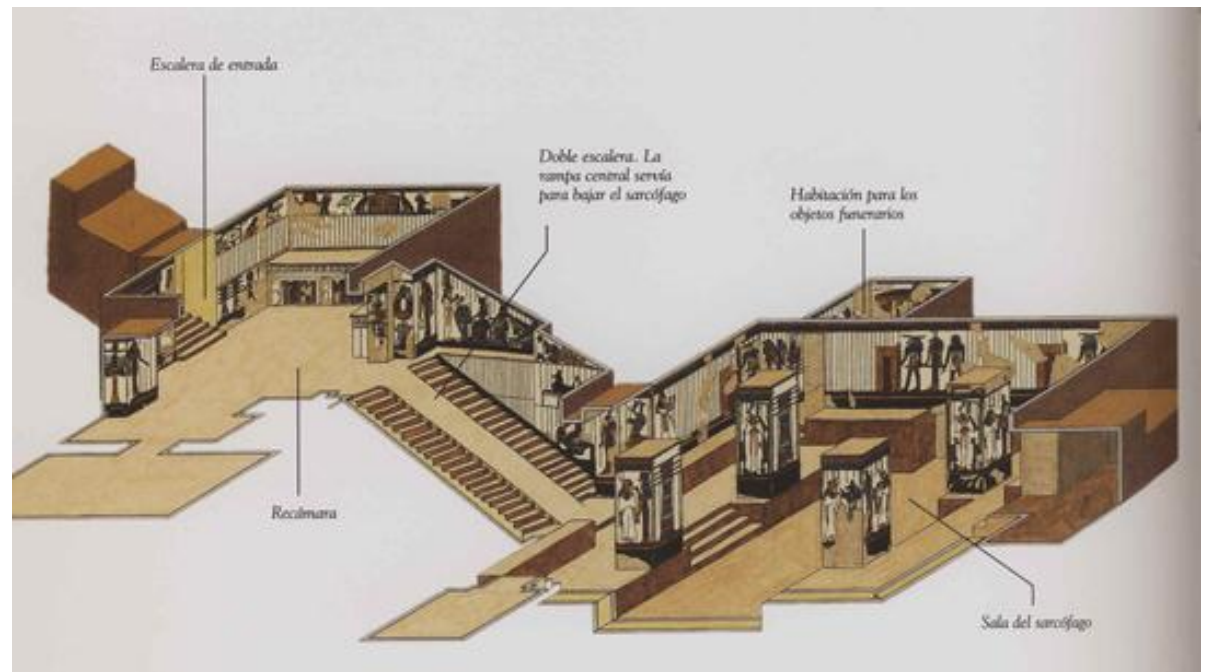 Escalera de entrada
Doble escalera. La
rampa central servía
para bajar el sarcófago
Habitación para los
objetos funerarios
Recámara
Sala del sarcófago